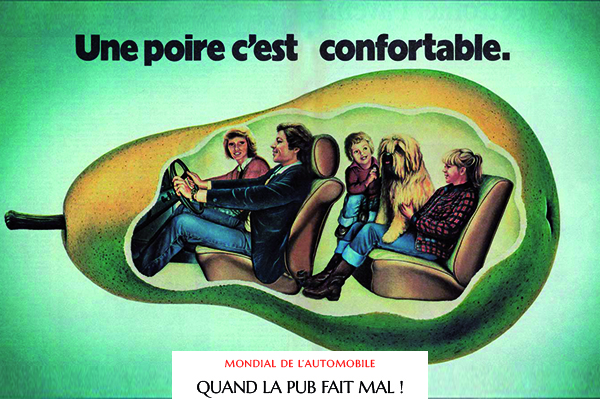 Une poire c'est confortable.
MONDIAL DE L'AUTOMOBILE
QUAND LA PUB FAIT MAL !